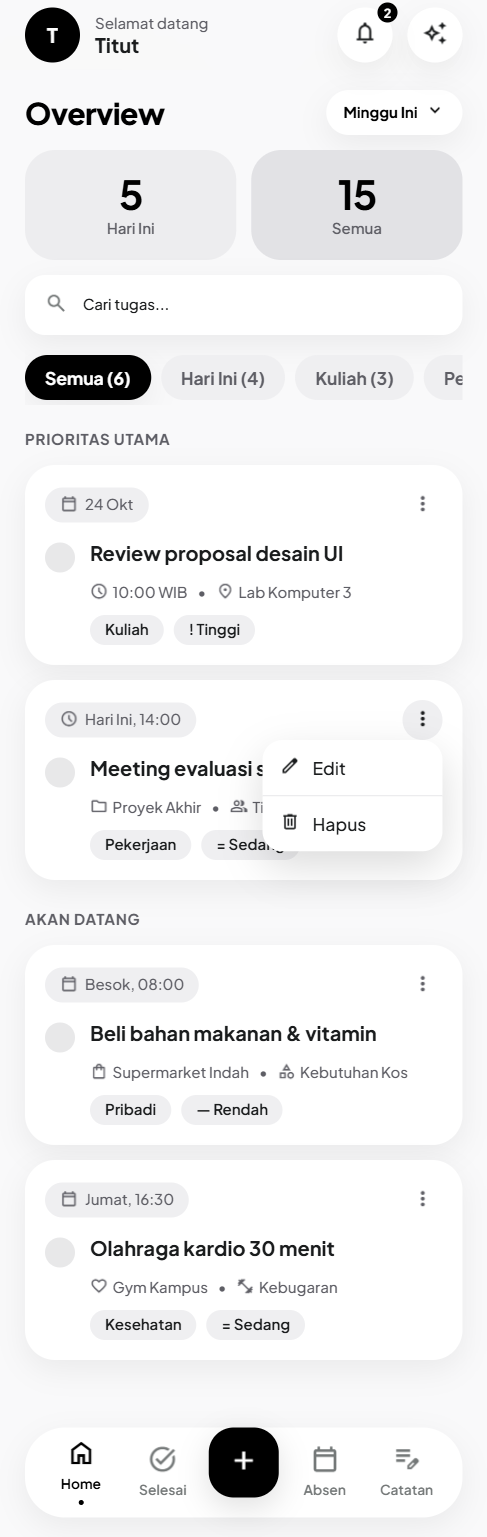 T
Selamat datang
Titut
2
Overview
Minggu Ini
5
Hari Ini
15
Semua
Cari tugas...
Semua (6)
Hari Ini (4)
Kuliah (3)
Pe
PRIORITAS UTAMA
24 Okt
Review proposal desain UI
10:00 WIB • Lab Komputer 3
Kuliah
! Tinggi
Hari Ini, 14:00
Meeting evaluasi s
Edit
Proyek Akhir • Ti
Hapus
Pekerjaan
= Sedang
AKAN DATANG
Besok, 08:00
Beli bahan makanan & vitamin
Supermarket Indah • Kebutuhan Kos
Pribadi
— Rendah
Jumat, 16:30
Olahraga kardio 30 menit
Gym Kampus • Kebugaran
Kesehatan
= Sedang
Home
Selesai
+
Absen
Catatan